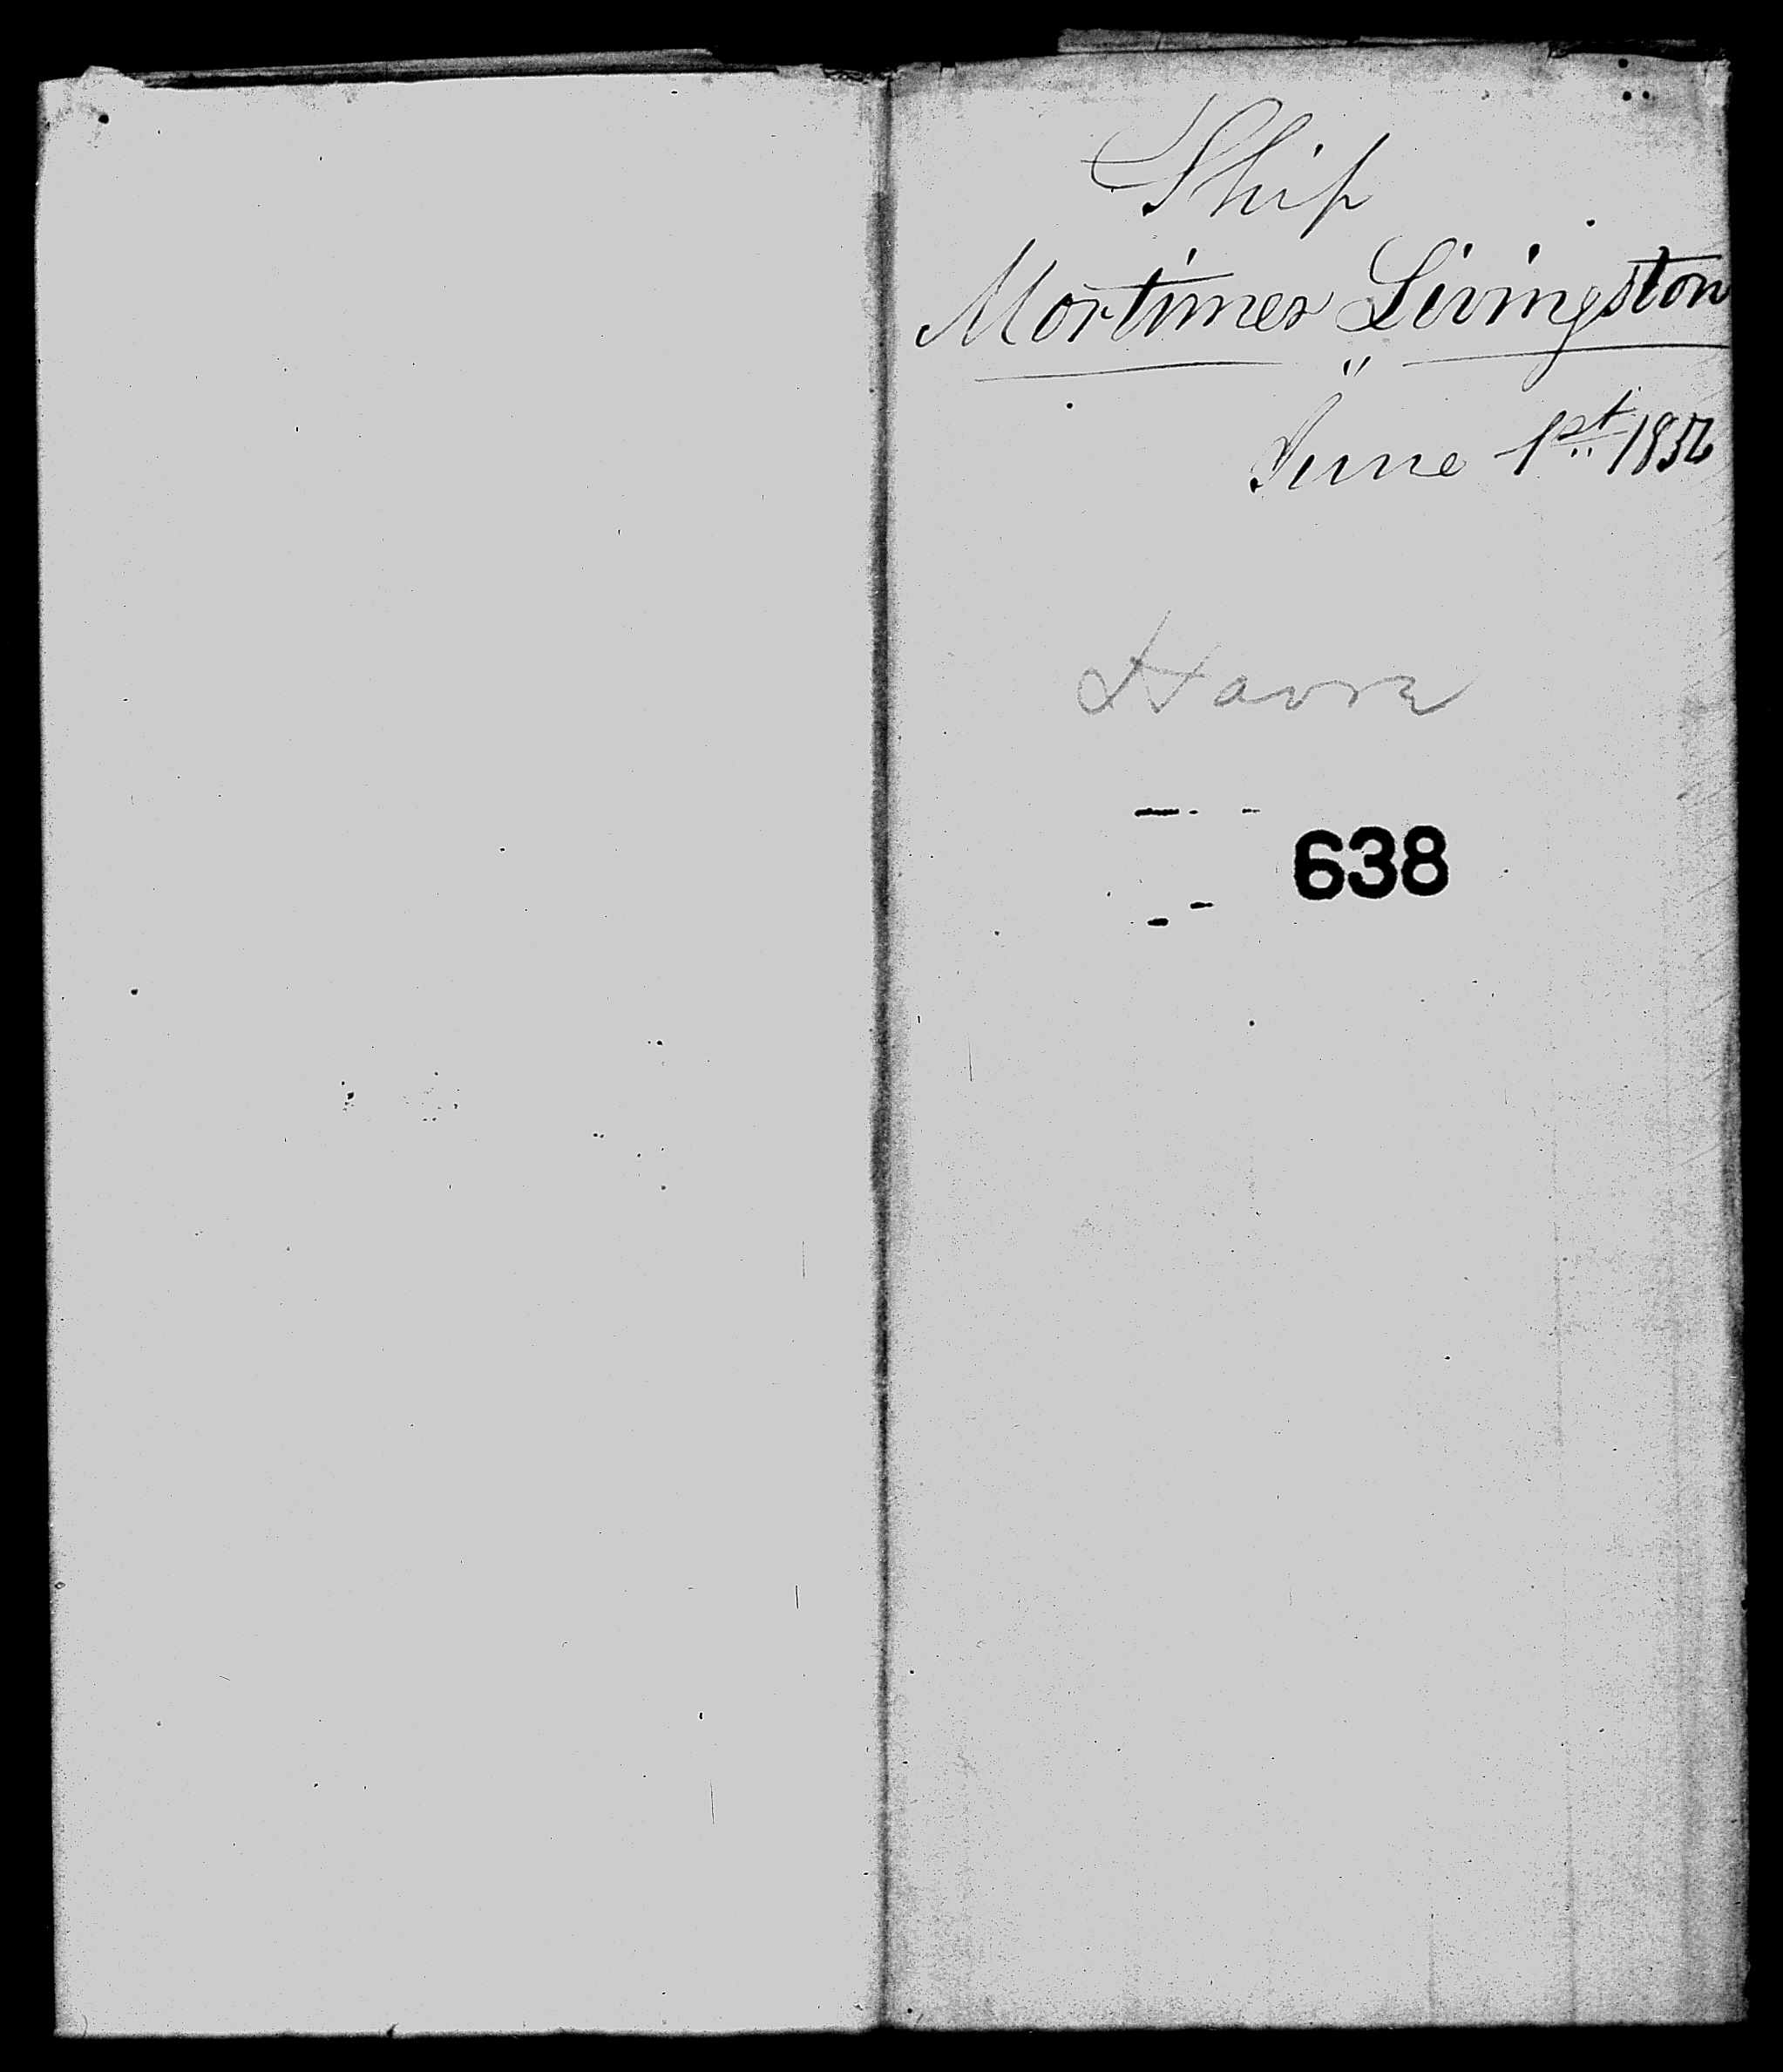 Ship
Mortimer Livingston
"
June 1st 1852
Havre
638